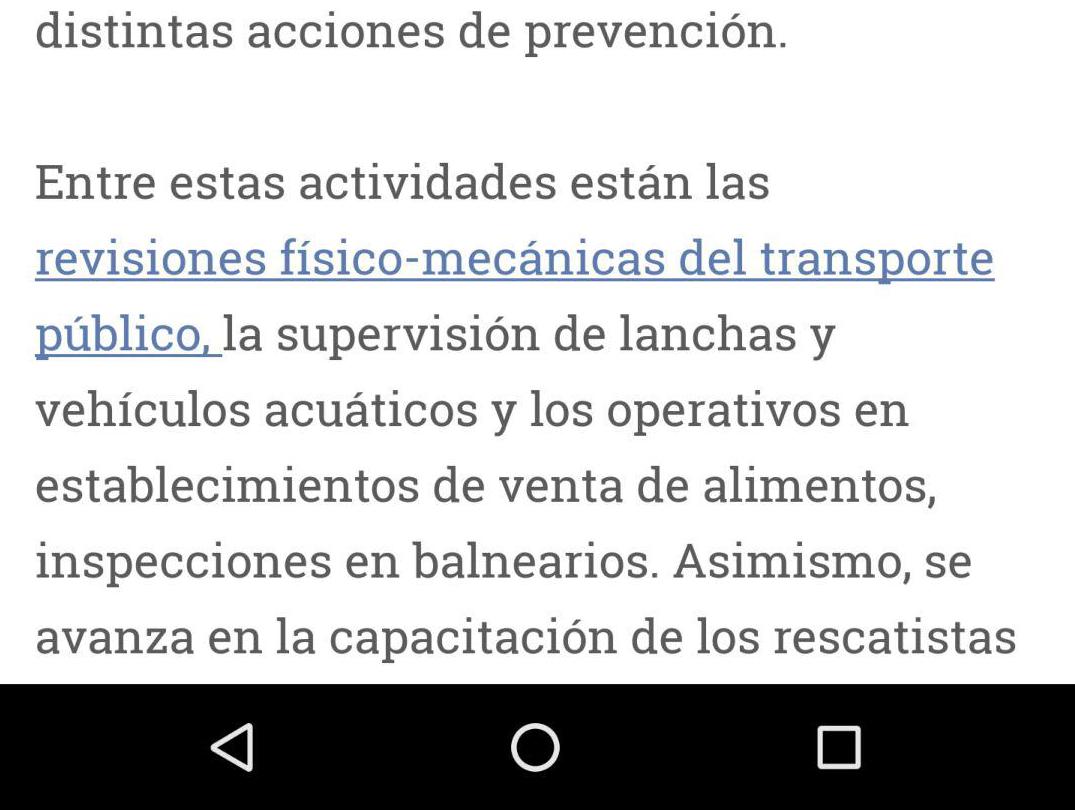 distintas acciones de prevención.
Entre estas actividades están las
revisiones físico-mecánicas del transporte
público, la supervisión de lanchas y
vehículos acuáticos y los operativos en
establecimientos de venta de alimentos,
inspecciones en balnearios. Asimismo, se
avanza en la capacitación de los rescatistas